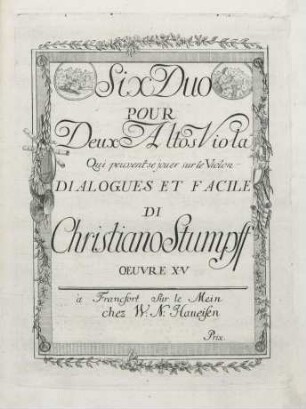 Six Duo
POUR
Deux Altos Viola
Qui peuvent se jouer sur le Violon
DIALOGUES ET FACILE
DI
Christiano Stumpff
OEUVRE XV
à Francfort Sur le Mein
chez W. N. Haueisen
Prix.